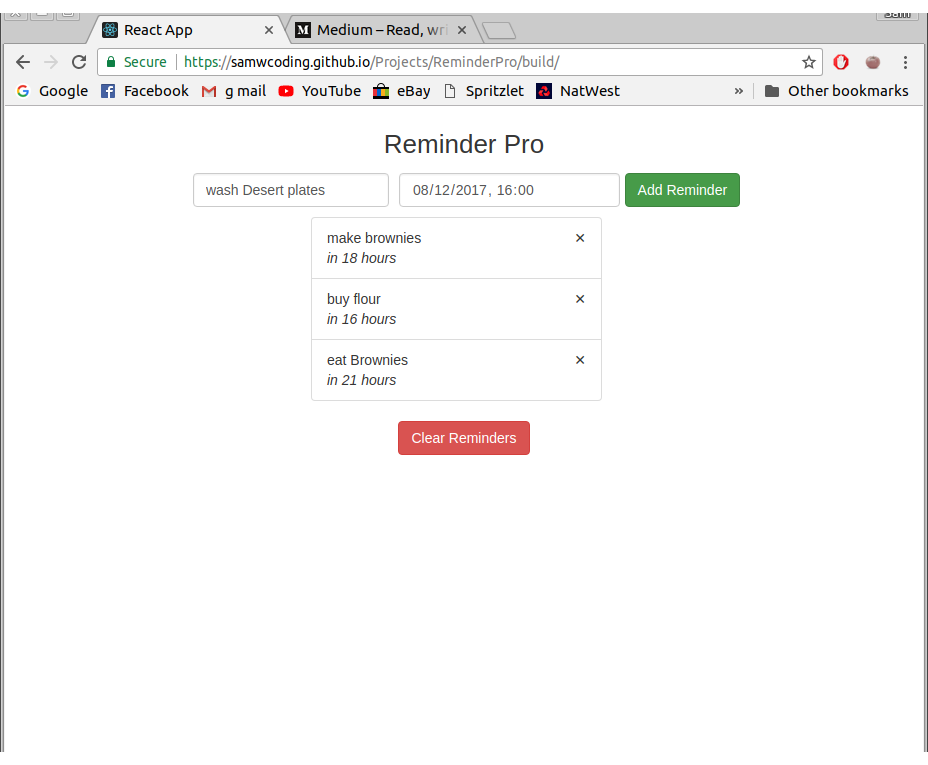 Sam
React App × Medium – Read, wri ×
Secure https://samwcoding.github.io/Projects/ReminderPro/build/
Google Facebook g mail YouTube eBay Spritzlet NatWest » Other bookmarks
Reminder Pro
wash Desert plates 08/12/2017, 16:00 Add Reminder
make brownies ×
in 18 hours
buy flour ×
in 16 hours
eat Brownies ×
in 21 hours
Clear Reminders